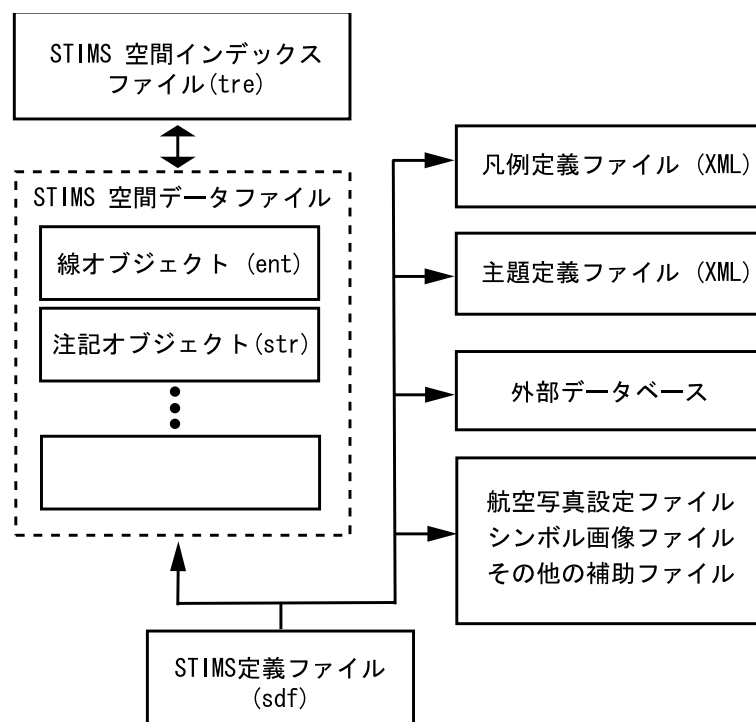 STIMS 空間インデックス
ファイル(tre)
STIMS 空間データファイル
線オブジェクト (ent)
注記オブジェクト(str)
凡例定義ファイル (XML)
主題定義ファイル (XML)
外部データベース
航空写真設定ファイル
シンボル画像ファイル
その他の補助ファイル
STIMS定義ファイル
(sdf)